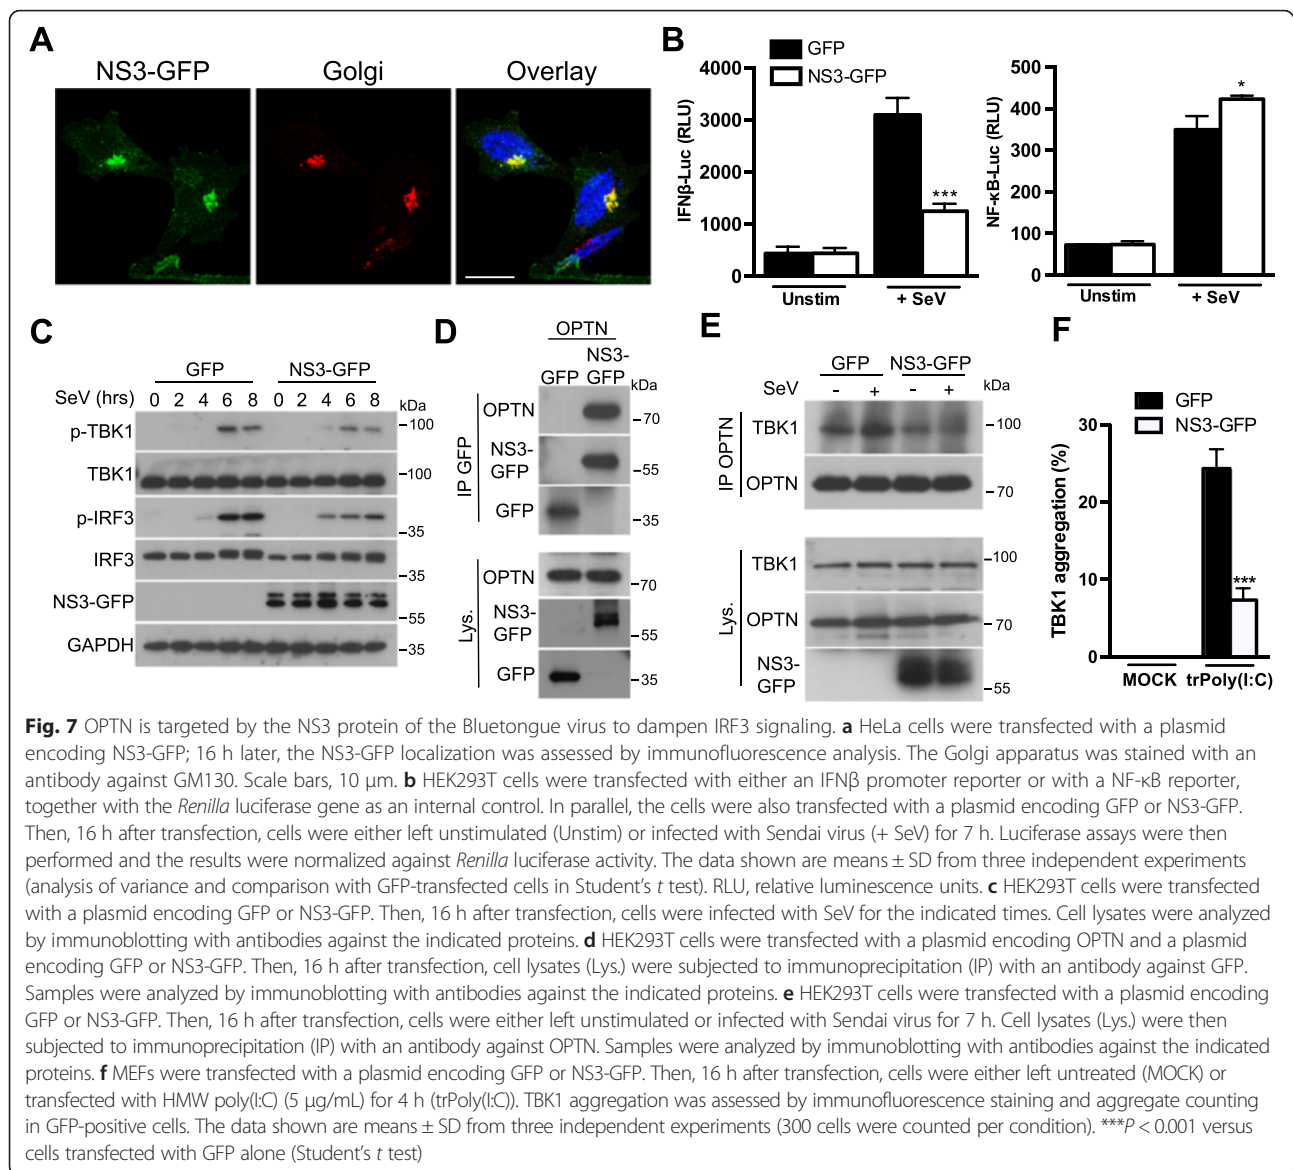 A
NS3-GFP Golgi Overlay
B
GFP
NS3-GFP
IFNβ-Luc (RLU)
4000
3000
2000
1000
0
Unstim + SeV
***
NF-κB-Luc (RLU)
500
400
300
200
100
0
Unstim + SeV
*
C
GFP NS3-GFP
SeV (hrs) 0 2 4 6 8 0 2 4 6 8 kDa
p-TBK1 –100
TBK1 –100
p-IRF3 –35
IRF3 –35
NS3-GFP –55
GAPDH –35
D
OPTN
GFP NS3-GFP
kDa
IP GFP
OPTN –70
NS3-GFP –55
GFP –35
Lys.
OPTN –70
NS3-GFP –55
GFP –35
E
GFP NS3-GFP
SeV - + - + kDa
IP OPTN
TBK1 –100
OPTN –70
Lys.
TBK1 –100
OPTN –70
NS3-GFP –55
F
GFP
NS3-GFP
TBK1 aggregation (%)
30
20
10
0
***
MOCK trPoly(I:C)
Fig. 7 OPTN is targeted by the NS3 protein of the Bluetongue virus to dampen IRF3 signaling. a HeLa cells were transfected with a plasmid
encoding NS3-GFP; 16 h later, the NS3-GFP localization was assessed by immunofluorescence analysis. The Golgi apparatus was stained with an
antibody against GM130. Scale bars, 10 μm. b HEK293T cells were transfected with either an IFNβ promoter reporter or with a NF-κB reporter,
together with the Renilla luciferase gene as an internal control. In parallel, the cells were also transfected with a plasmid encoding GFP or NS3-GFP.
Then, 16 h after transfection, cells were either left unstimulated (Unstim) or infected with Sendai virus (+ SeV) for 7 h. Luciferase assays were then
performed and the results were normalized against Renilla luciferase activity. The data shown are means ± SD from three independent experiments
(analysis of variance and comparison with GFP-transfected cells in Student's t test). RLU, relative luminescence units. c HEK293T cells were transfected
with a plasmid encoding GFP or NS3-GFP. Then, 16 h after transfection, cells were infected with SeV for the indicated times. Cell lysates were analyzed
by immunoblotting with antibodies against the indicated proteins. d HEK293T cells were transfected with a plasmid encoding OPTN and a plasmid
encoding GFP or NS3-GFP. Then, 16 h after transfection, cell lysates (Lys.) were subjected to immunoprecipitation (IP) with an antibody against GFP.
Samples were analyzed by immunoblotting with antibodies against the indicated proteins. e HEK293T cells were transfected with a plasmid encoding
GFP or NS3-GFP. Then, 16 h after transfection, cells were either left unstimulated or infected with Sendai virus for 7 h. Cell lysates (Lys.) were then
subjected to immunoprecipitation (IP) with an antibody against OPTN. Samples were analyzed by immunoblotting with antibodies against the indicated
proteins. f MEFs were transfected with a plasmid encoding GFP or NS3-GFP. Then, 16 h after transfection, cells were either left untreated (MOCK) or
transfected with HMW poly(I:C) (5 μg/mL) for 4 h (trPoly(I:C)). TBK1 aggregation was assessed by immunofluorescence staining and aggregate counting
in GFP-positive cells. The data shown are means ± SD from three independent experiments (300 cells were counted per condition). ***P < 0.001 versus
cells transfected with GFP alone (Student's t test)